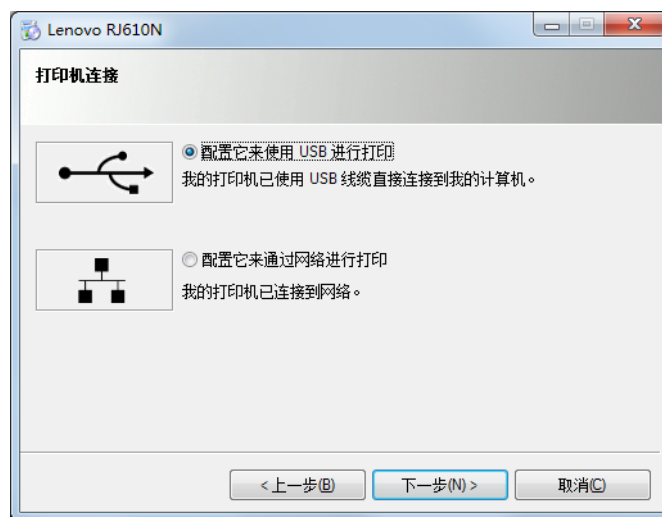 Lenovo RJ610N
打印机连接
配置它来使用 USB 进行打印
我的打印机已使用 USB 线缆直接连接到我的计算机。
配置它来通过网络进行打印
我的打印机已连接到网络。
<上一步(B) 下一步(N)> 取消(C)